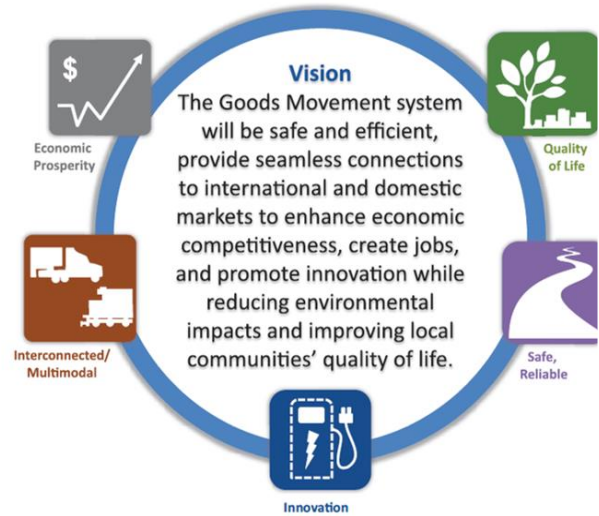 Vision
The Goods Movement system
will be safe and efficient,
provide seamless connections
to international and domestic
markets to enhance economic
competitiveness, create jobs,
and promote innovation while
reducing environmental
impacts and improving local
communities’ quality of life.
$
Economic
Prosperity
Quality
of Life
Interconnected/
Multimodal
Safe,
Reliable
Innovation